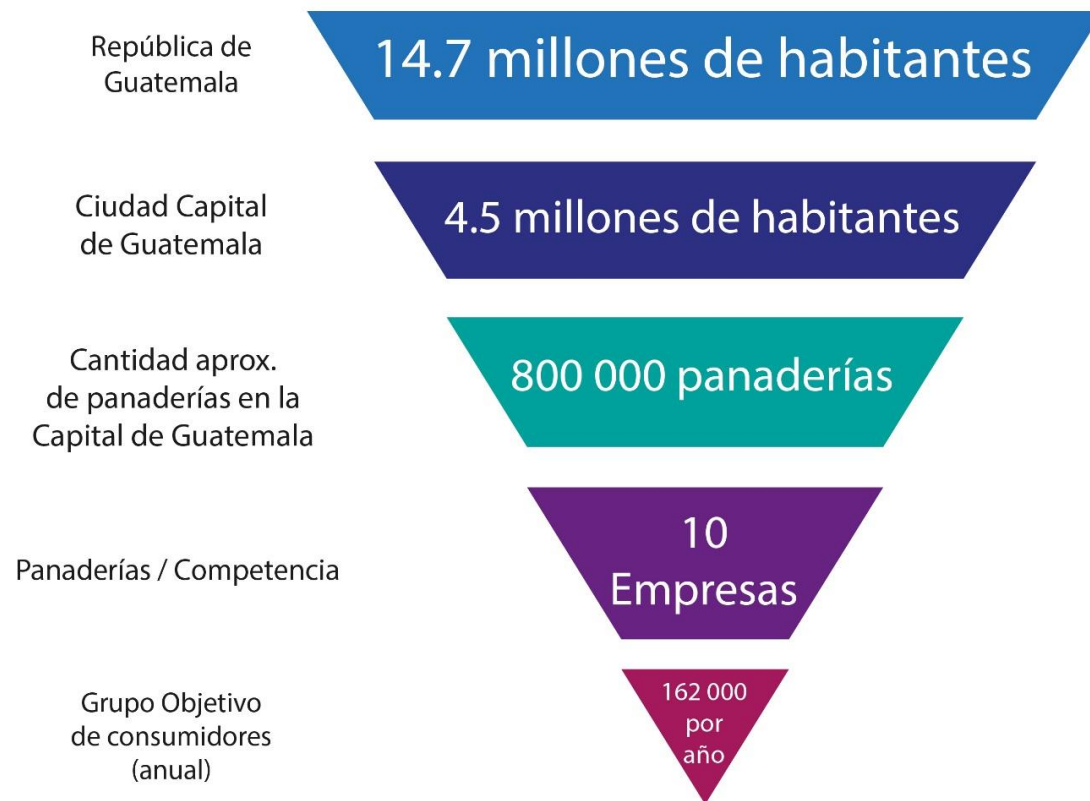 República de
Guatemala
14.7 millones de habitantes
Ciudad Capital
de Guatemala
4.5 millones de habitantes
Cantidad aprox.
de panaderías en la
Capital de Guatemala
800 000 panaderías
Panaderías / Competencia
10
Empresas
Grupo Objetivo
de consumidores
(anual)
162 000
por
año